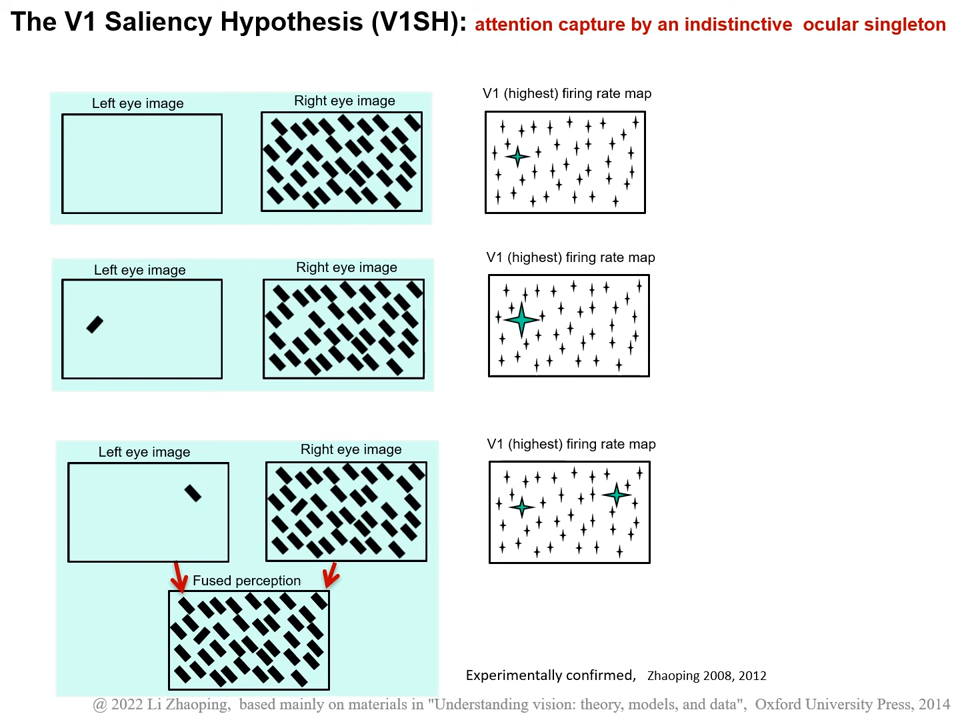 The V1 Saliency Hypothesis (V1SH): attention capture by an indistinctive ocular singleton
Left eye image
Right eye image
V1 (highest) firing rate map
Left eye image
Right eye image
V1 (highest) firing rate map
Left eye image
Right eye image
V1 (highest) firing rate map
Fused perception
Experimentally confirmed, Zhaoping 2008, 2012
@ 2022 Li Zhaoping, based mainly on materials in "Understanding vision: theory, models, and data", Oxford University Press, 2014